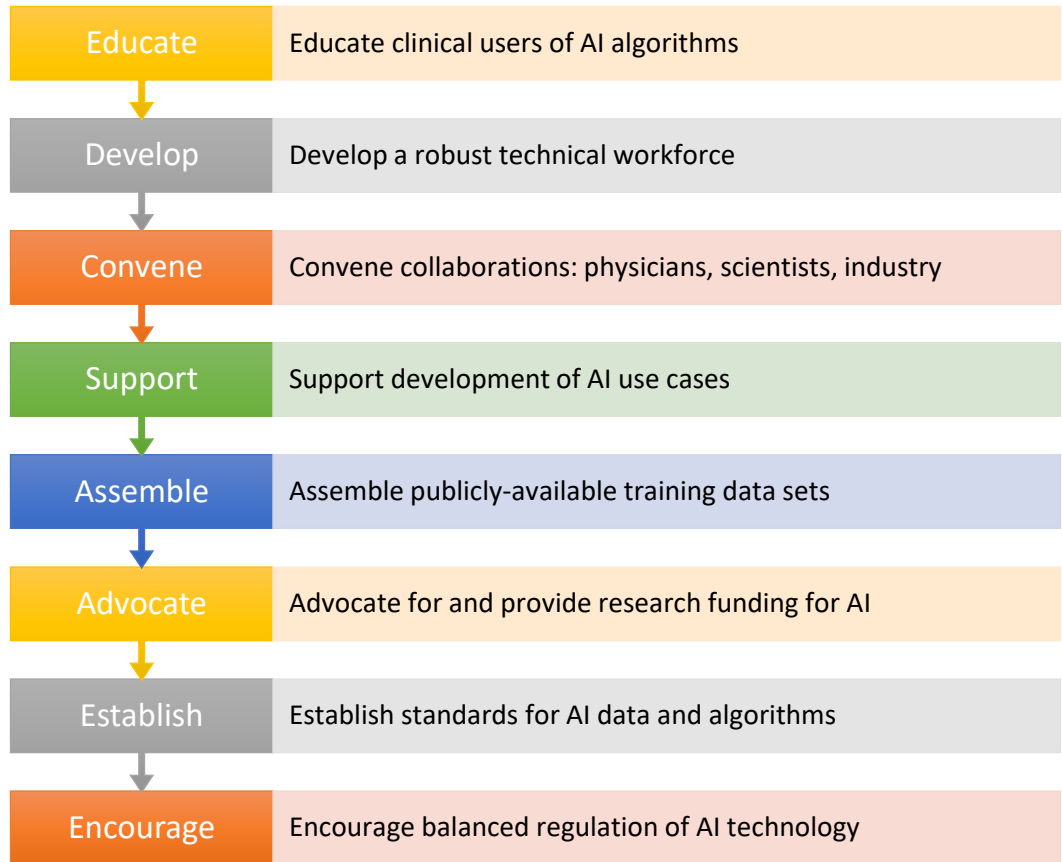 Educate
Educate clinical users of AI algorithms
Develop
Develop a robust technical workforce
Convene
Convene collaborations: physicians, scientists, industry
Support
Support development of AI use cases
Assemble
Assemble publicly-available training data sets
Advocate
Advocate for and provide research funding for AI
Establish
Establish standards for AI data and algorithms
Encourage
Encourage balanced regulation of AI technology